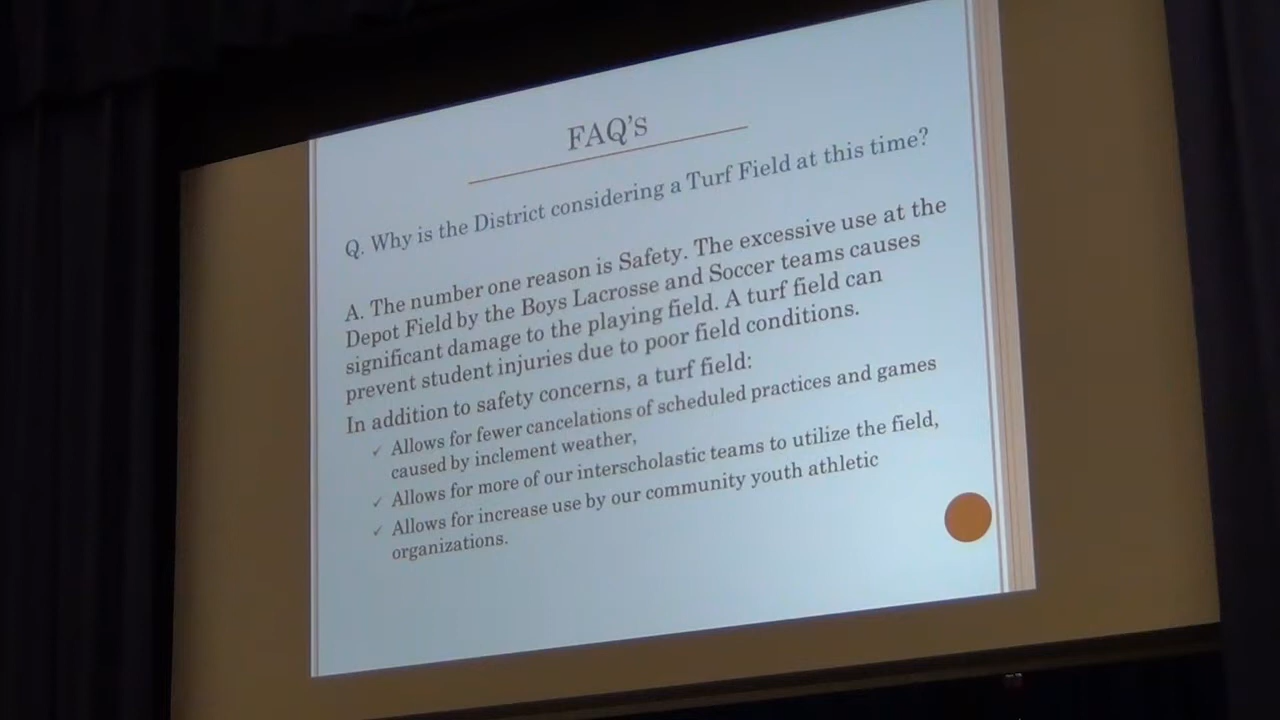 FAQ'S
Q. Why is the District considering a Turf Field at this time?
A. The number one reason is Safety. The excessive use at the
Depot Field by the Boys Lacrosse and Soccer teams causes
significant damage to the playing field. A turf field can
prevent student injuries due to poor field conditions.
In addition to safety concerns, a turf field:
✓ Allows for fewer cancelations of scheduled practices and games
caused by inclement weather,
✓ Allows for more of our interscholastic teams to utilize the field,
✓ Allows for increase use by our community youth athletic
organizations.